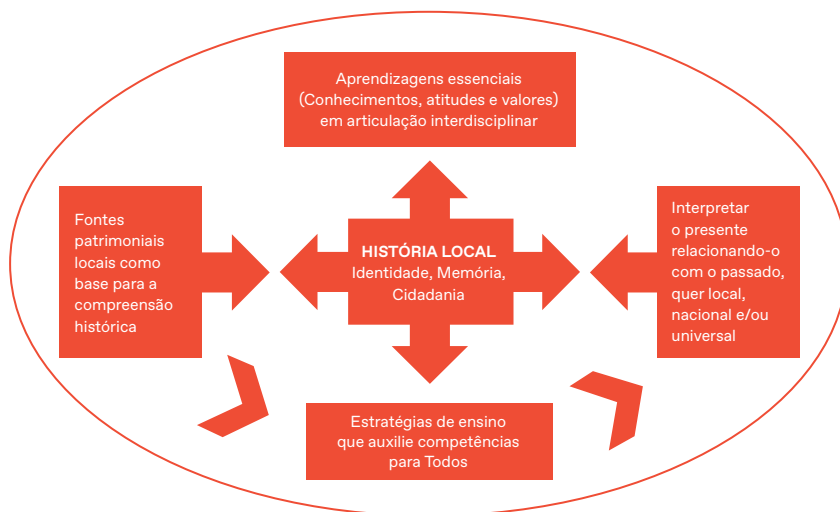 Aprendizagens essenciais
(Conhecimentos, atitudes e valores)
em articulação interdisciplinar
Fontes
patrimoniais
locais como
base para a
compreensão
histórica
HISTÓRIA LOCAL
Identidade, Memória,
Cidadania
Interpretar
o presente
relacionando-o
com o passado,
quer local,
nacional e/ou
universal
Estratégias de ensino
que auxilie competências
para Todos